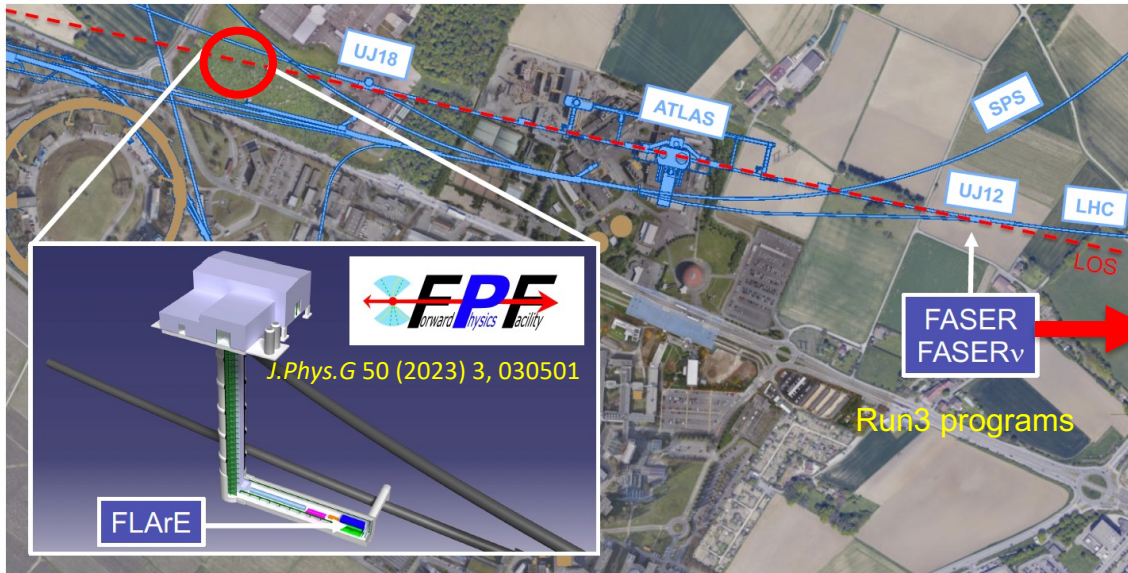 UJ18
ATLAS
SPS
UJ12
LHC
LOS
FASER
FASERν
Run3 programs
FPF
Forward Physics Facility
J.Phys.G 50 (2023) 3, 030501
FLArE